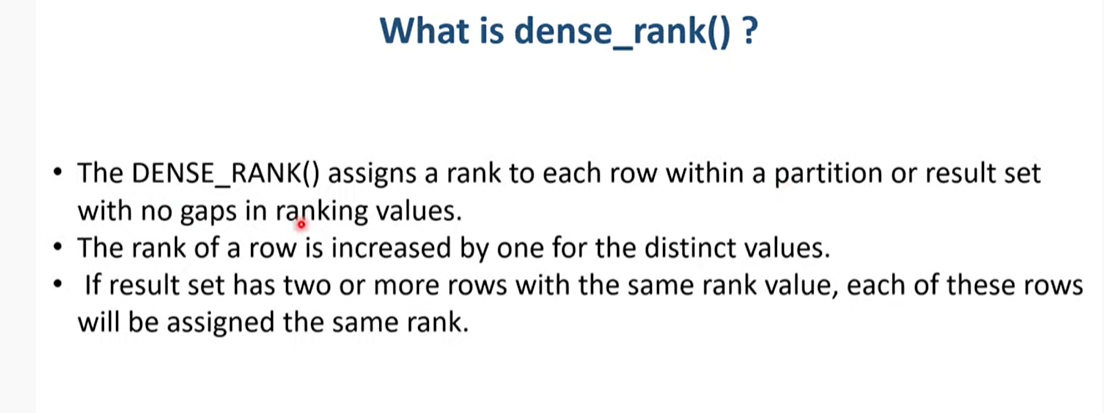 What is dense_rank() ?
• The DENSE_RANK() assigns a rank to each row within a partition or result set
with no gaps in ranking values.
• The rank of a row is increased by one for the distinct values.
• If result set has two or more rows with the same rank value, each of these rows
will be assigned the same rank.